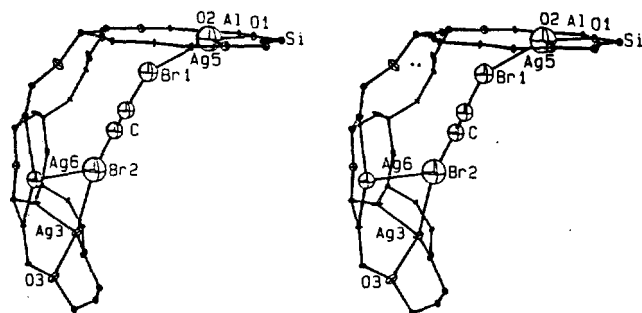 O2 Al O1 O2 Al O1
Si Si
Ag5 Ag5
Br1 Br1
C C
Ag6 Br2 Ag6 Br2
Ag3 Ag3
O3 O3